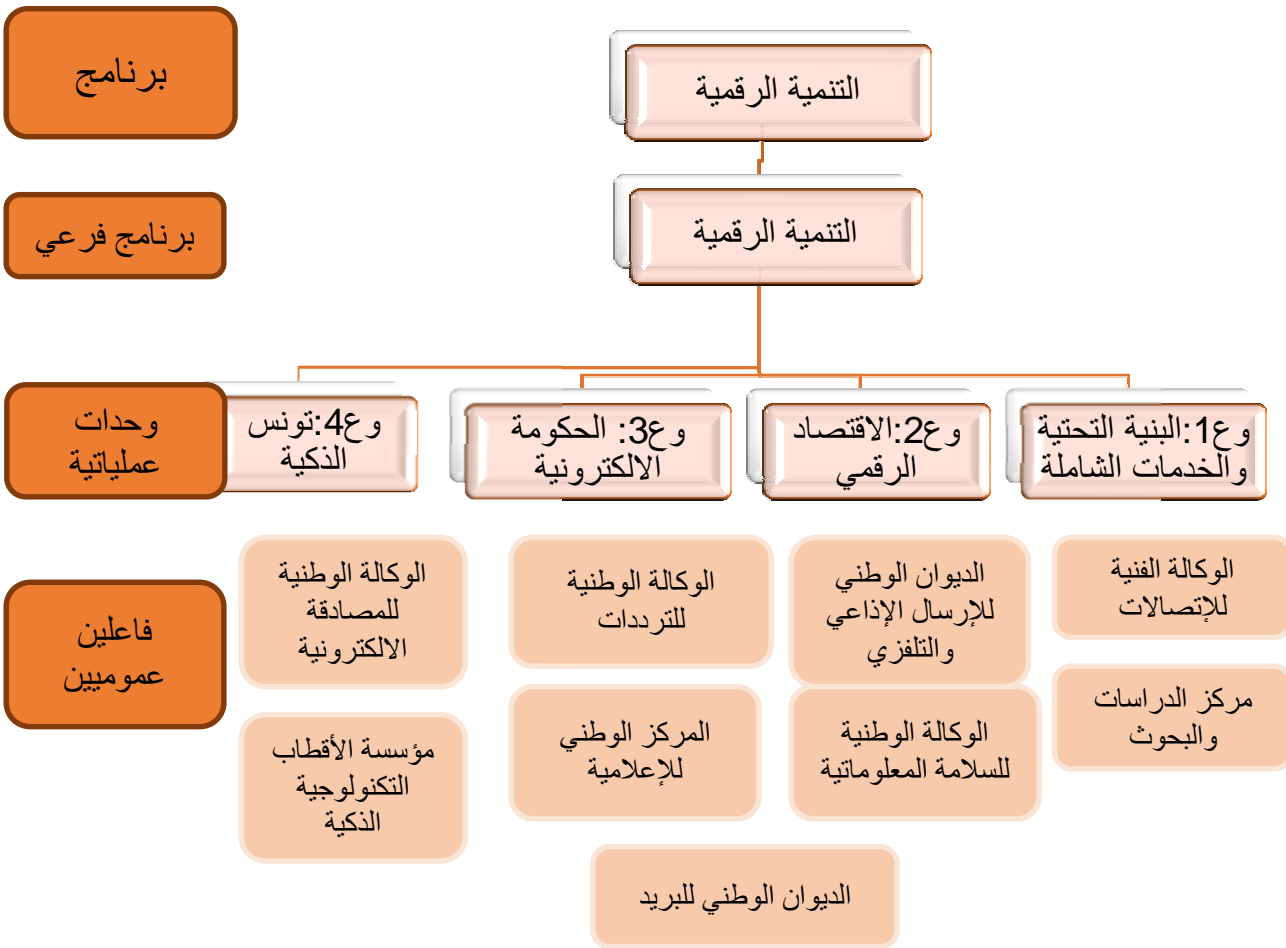 برنامج
التنمية الرقمية
برنامج فرعي
التنمية الرقمية
وحدات
عملياتية
وع1:البنية التحتية
والخدمات الشاملة
وع2:الاقتصاد
الرقمي
وع3: الحكومة
الالكترونية
وع4:تونس
الذكية
فاعلين
عموميين
الوكالة الفنية
للإتصالات
الديوان الوطني
للإرسال الإذاعي
والتلفزي
الوكالة الوطنية
للترددات
الوكالة الوطنية
للمصادقة
الالكترونية
مركز الدراسات
والبحوث
الوكالة الوطنية
للسلامة المعلوماتية
المركز الوطني
للإعلامية
مؤسسة الأقطاب
التكنولوجية
الذكية
الديوان الوطني للبريد